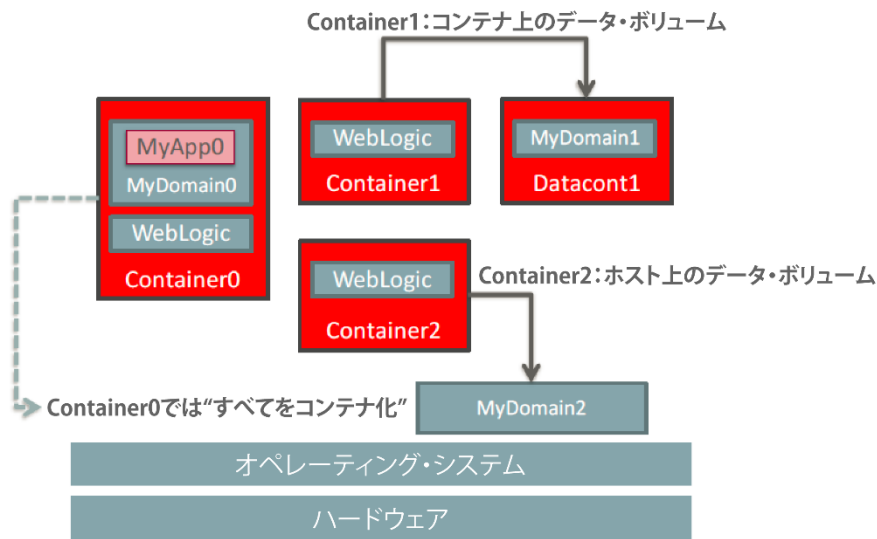 Container1：コンテナ上のデータ・ボリューム
MyApp0
MyDomain0
WebLogic
Container0
WebLogic
Container1
MyDomain1
Datacont1
Container2：ホスト上のデータ・ボリューム
WebLogic
Container2
Container0では“すべてをコンテナ化”
MyDomain2
オペレーティング・システム
ハードウェア